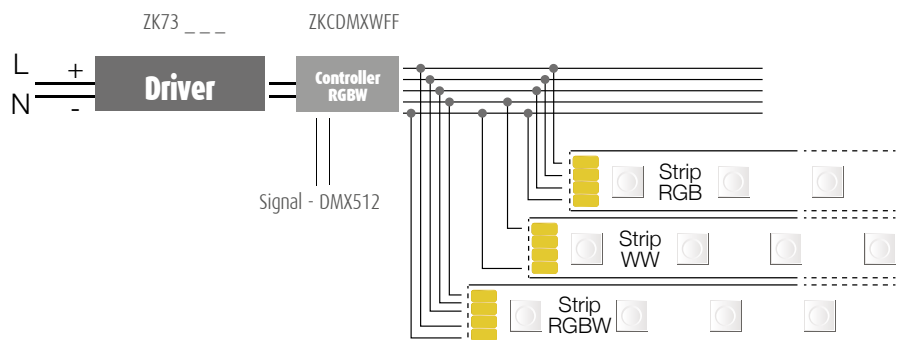 ZK73 _ _ _
ZKCDMXWFF
L
+
N
-
Driver
Controller
RGBW
Signal - DMX512
Strip
RGB
Strip
WW
Strip
RGBW